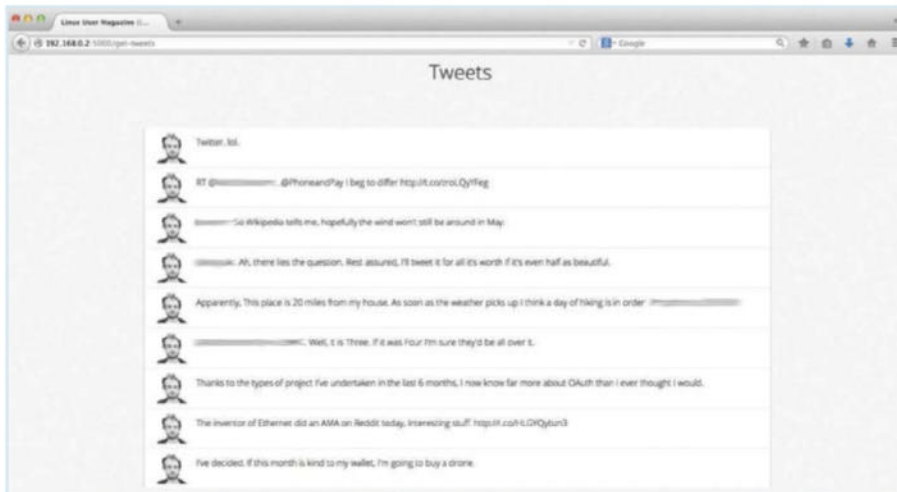 Linux User Magazine (...
192.168.0.2:5000/get-tweets
Google
Tweets
Twitter. lol.
RT @ .@PhoneandPay I beg to differ
So Wikipedia tells me, hopefully the wind won't still be around in May.
Ah, there lies the question. Rest assured, I'll tweet it for all it's worth if it's even half as beautiful.
Apparently, This place is 20 miles from my house. As soon as the weather picks up I think a day of hiking is in order
Well, it is Three. If it was Four I'm sure they'd be all over it.
Thanks to the types of project I've undertaken in the last 6 months, I now know far more about OAuth than I ever thought I would.
The inventor of Ethernet did an AMA on Reddit today. Interesting stuff.
I've decided. If this month is kind to my wallet, I'm going to buy a drone.